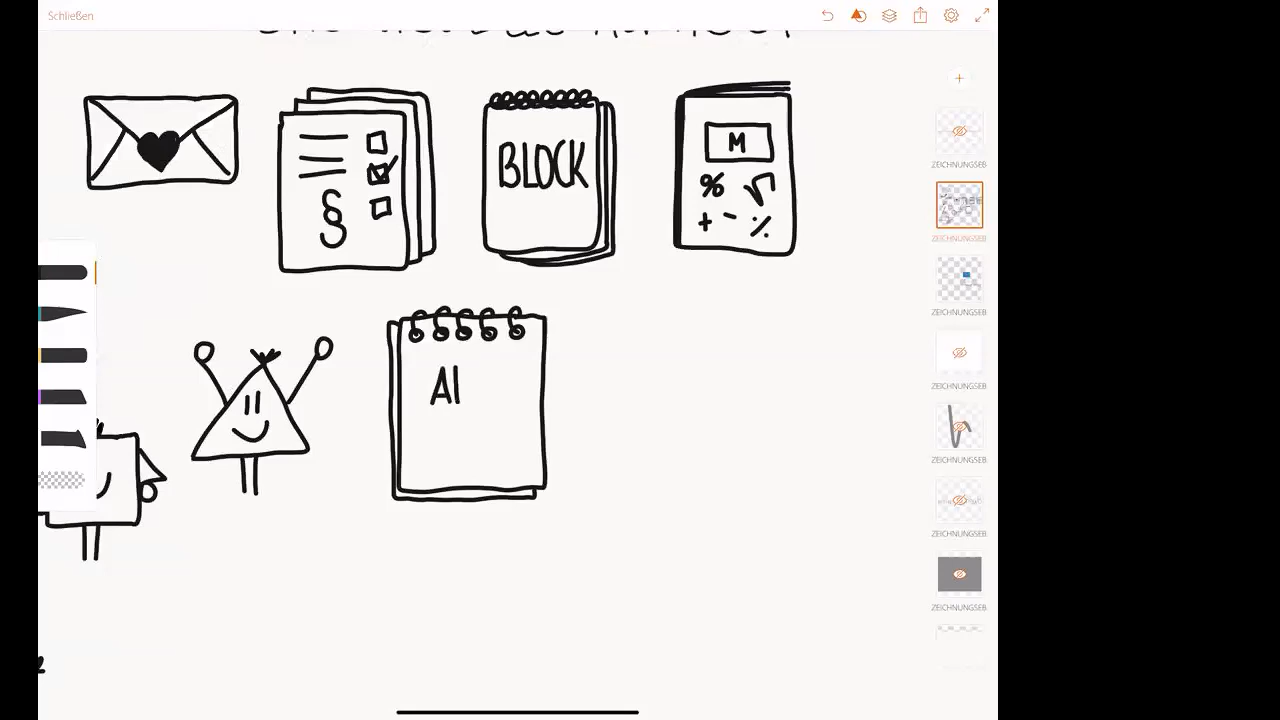 Schließen
BLOCK
M
%
+ - ٪
§
AI
ZEICHNUNGSEB
ZEICHNUNGSEB
ZEICHNUNGSEB
ZEICHNUNGSEB
ZEICHNUNGSEB
ZEICHNUNGSEB
ZEICHNUNGSEB